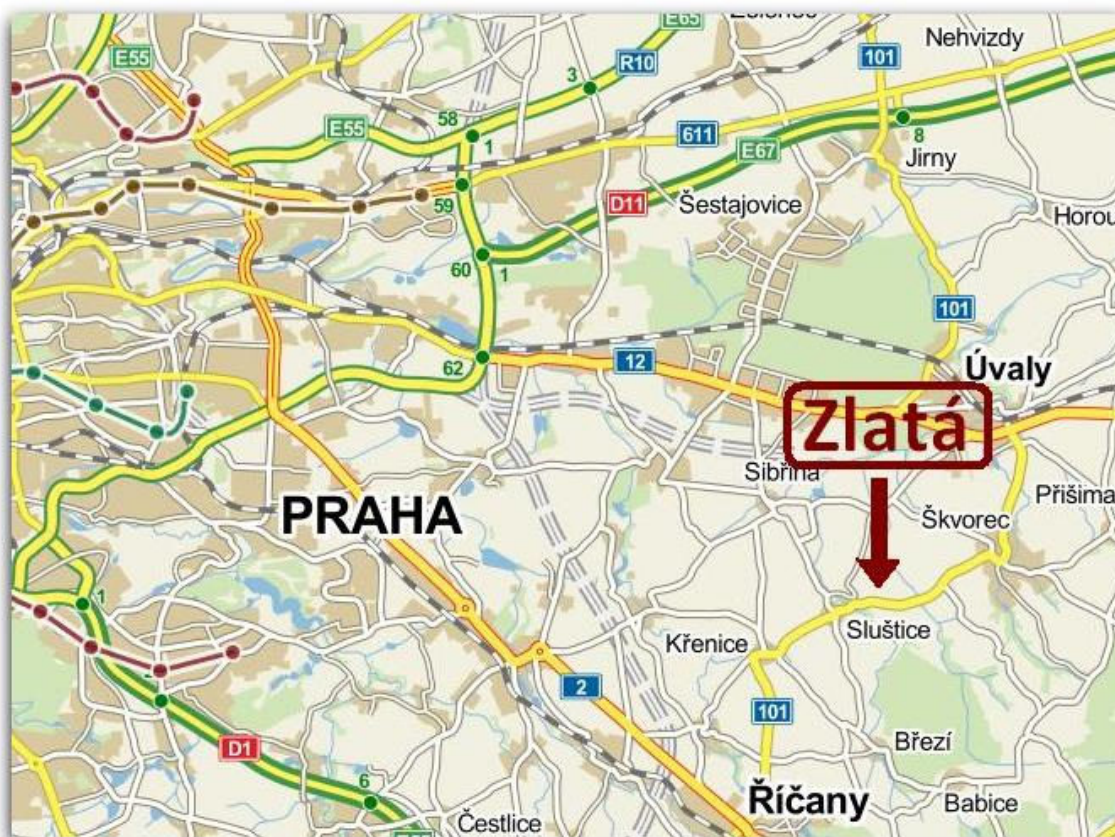 E65
Nehvizdy
E55
R10
101
3
58
E55
1
611
8
E67
Jirny
59
D11
Šestajovice
Horou
60
1
101
62
12
Úvaly
Zlatá
Sibřina
Přišima
PRAHA
Škvorec
1
Sluštice
Křenice
2
101
D1
Březí
6
Říčany
Babice
Čestlice